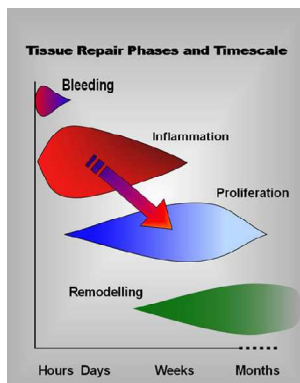 Tissue Repair Phases and Timescale
Bleeding
Inflammation
Proliferation
Remodelling
Hours Days Weeks Months